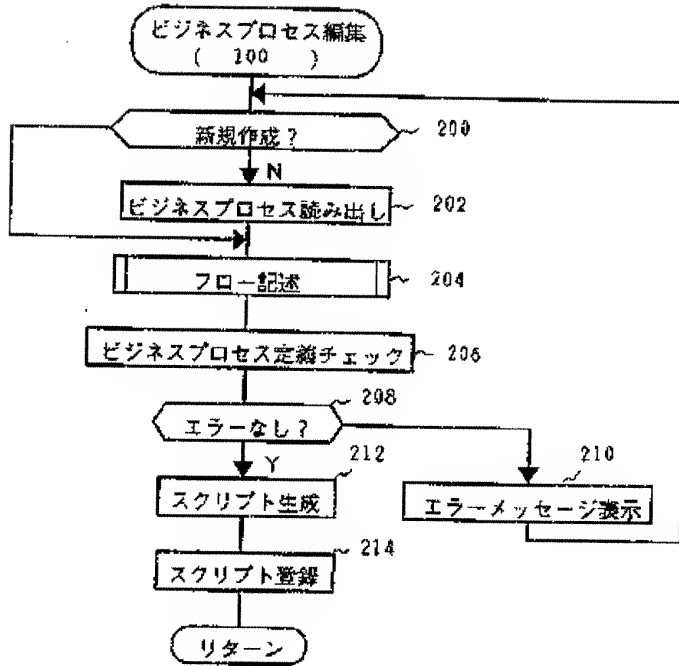 ビジネスプロセス編集
( 100 )
新規作成？
200
N
ビジネスプロセス読み出し
202
フロー記述
204
ビジネスプロセス定義チェック
206
208
エラーなし？
Y
212
210
スクリプト生成
エラーメッセージ表示
214
スクリプト登録
リターン